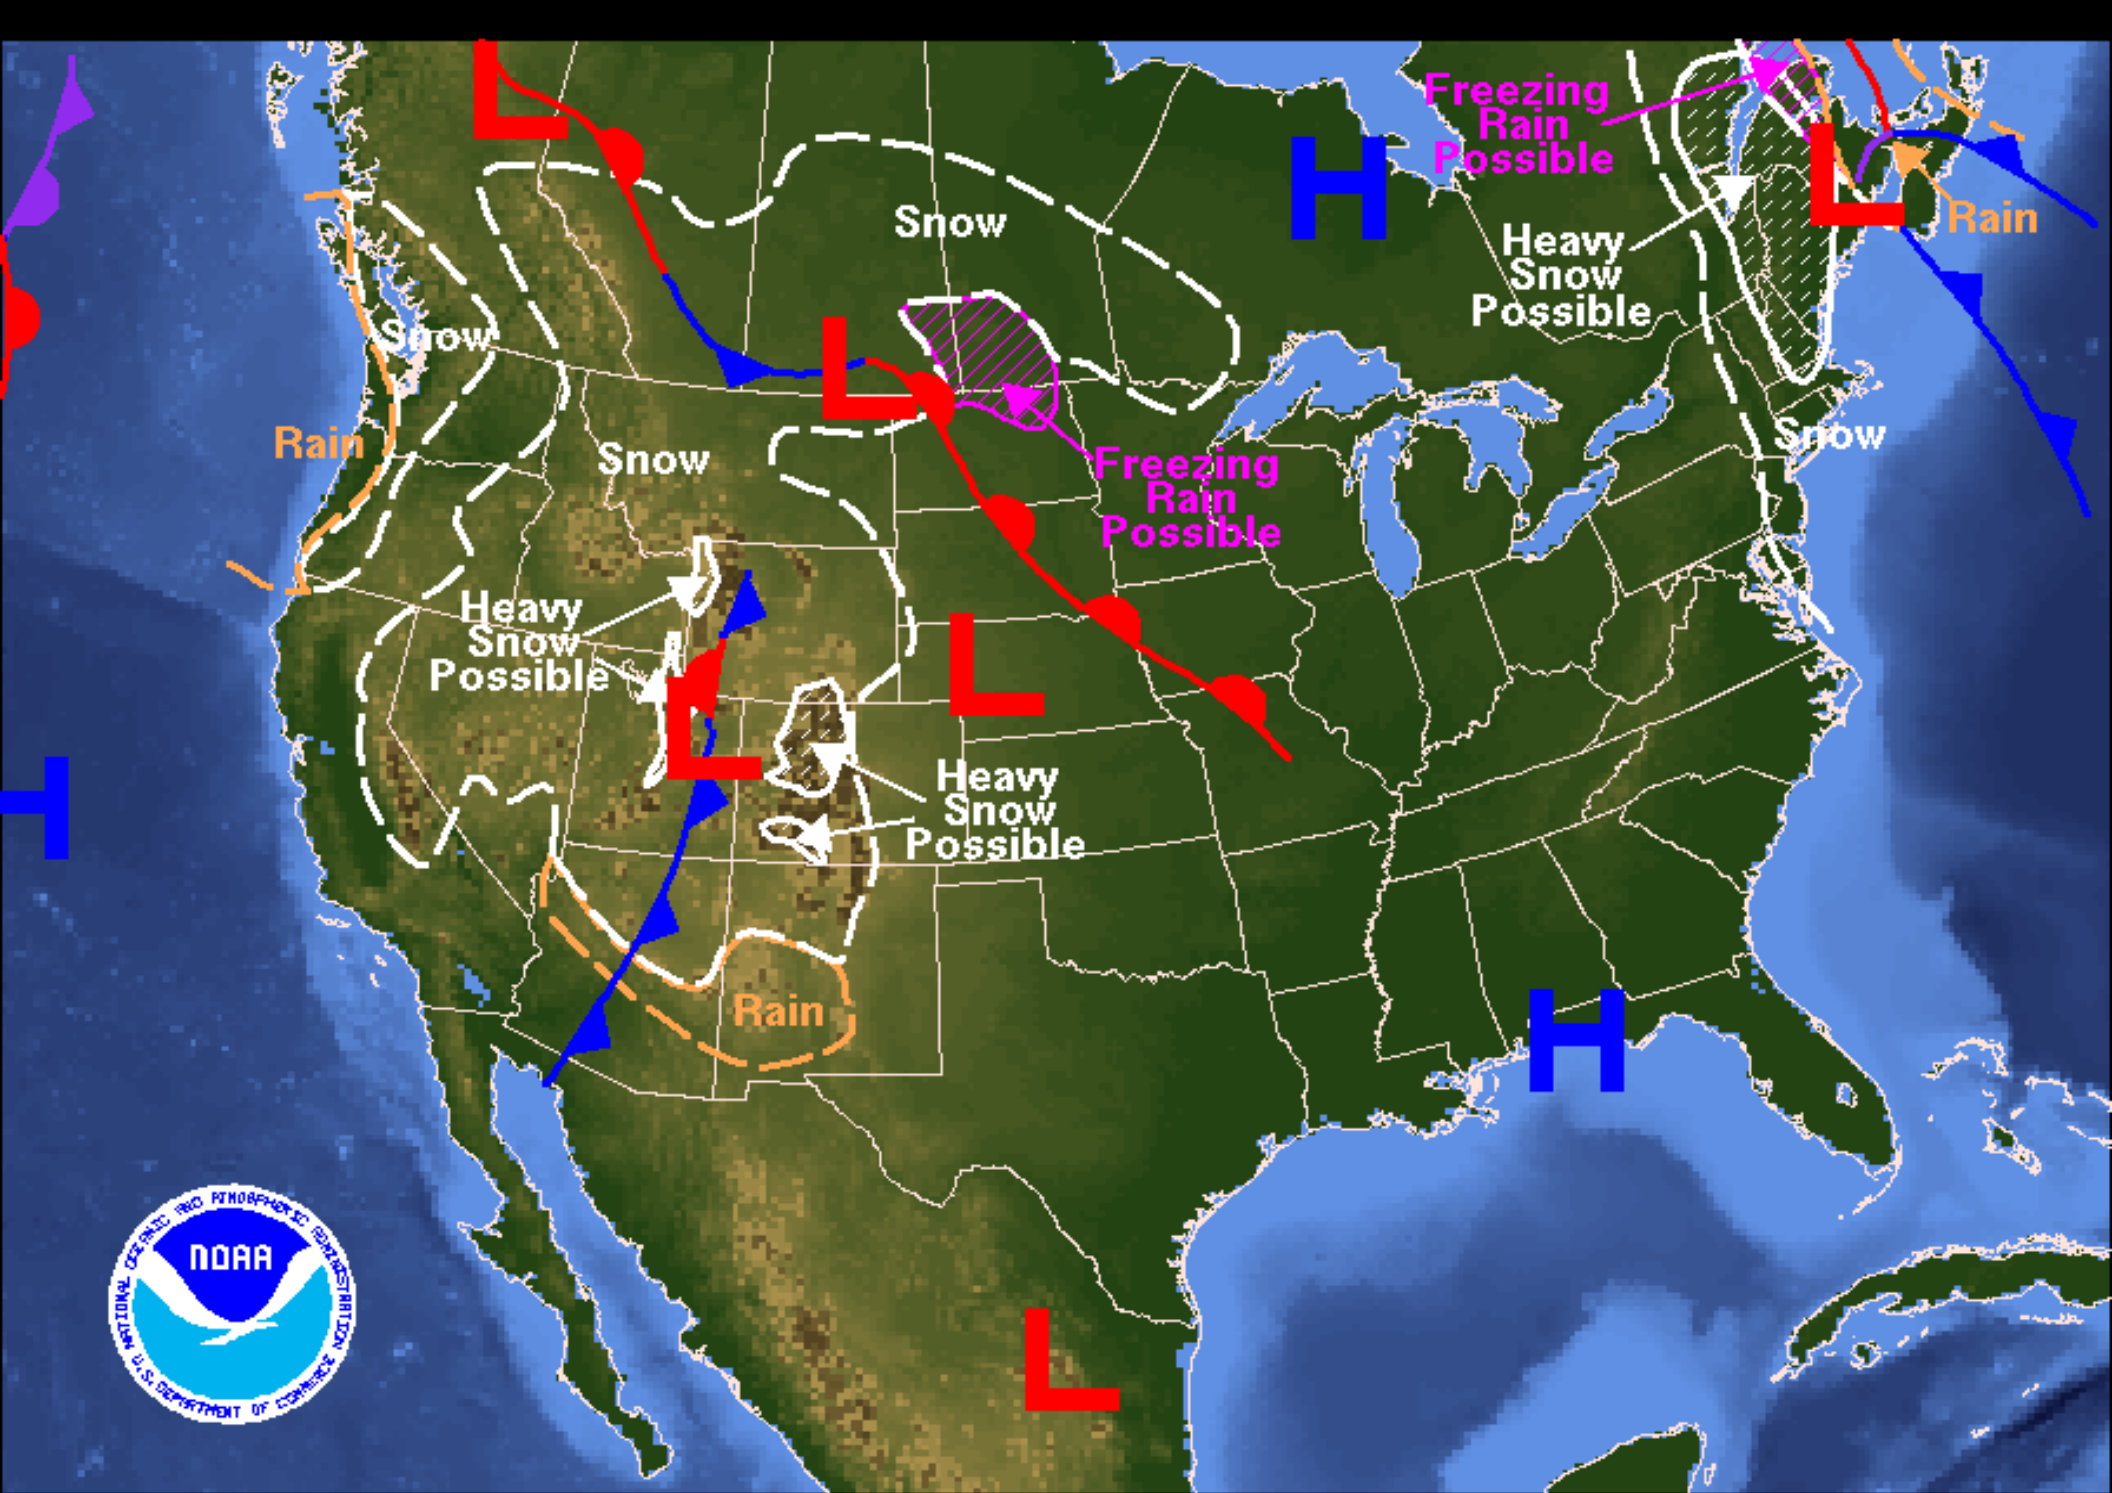 L
Freezing
Rain
Possible
H
L
Snow
Rain
Heavy
Snow
Possible
Snow
L
Rain
Snow
Snow
Freezing
Rain
Possible
Heavy
Snow
Possible
L
L
H
Heavy
Snow
Possible
Rain
H
NATIONAL OCEANIC AND ATMOSPHERIC ADMINISTRATION
NOAA
U.S. DEPARTMENT OF COMMERCE
L